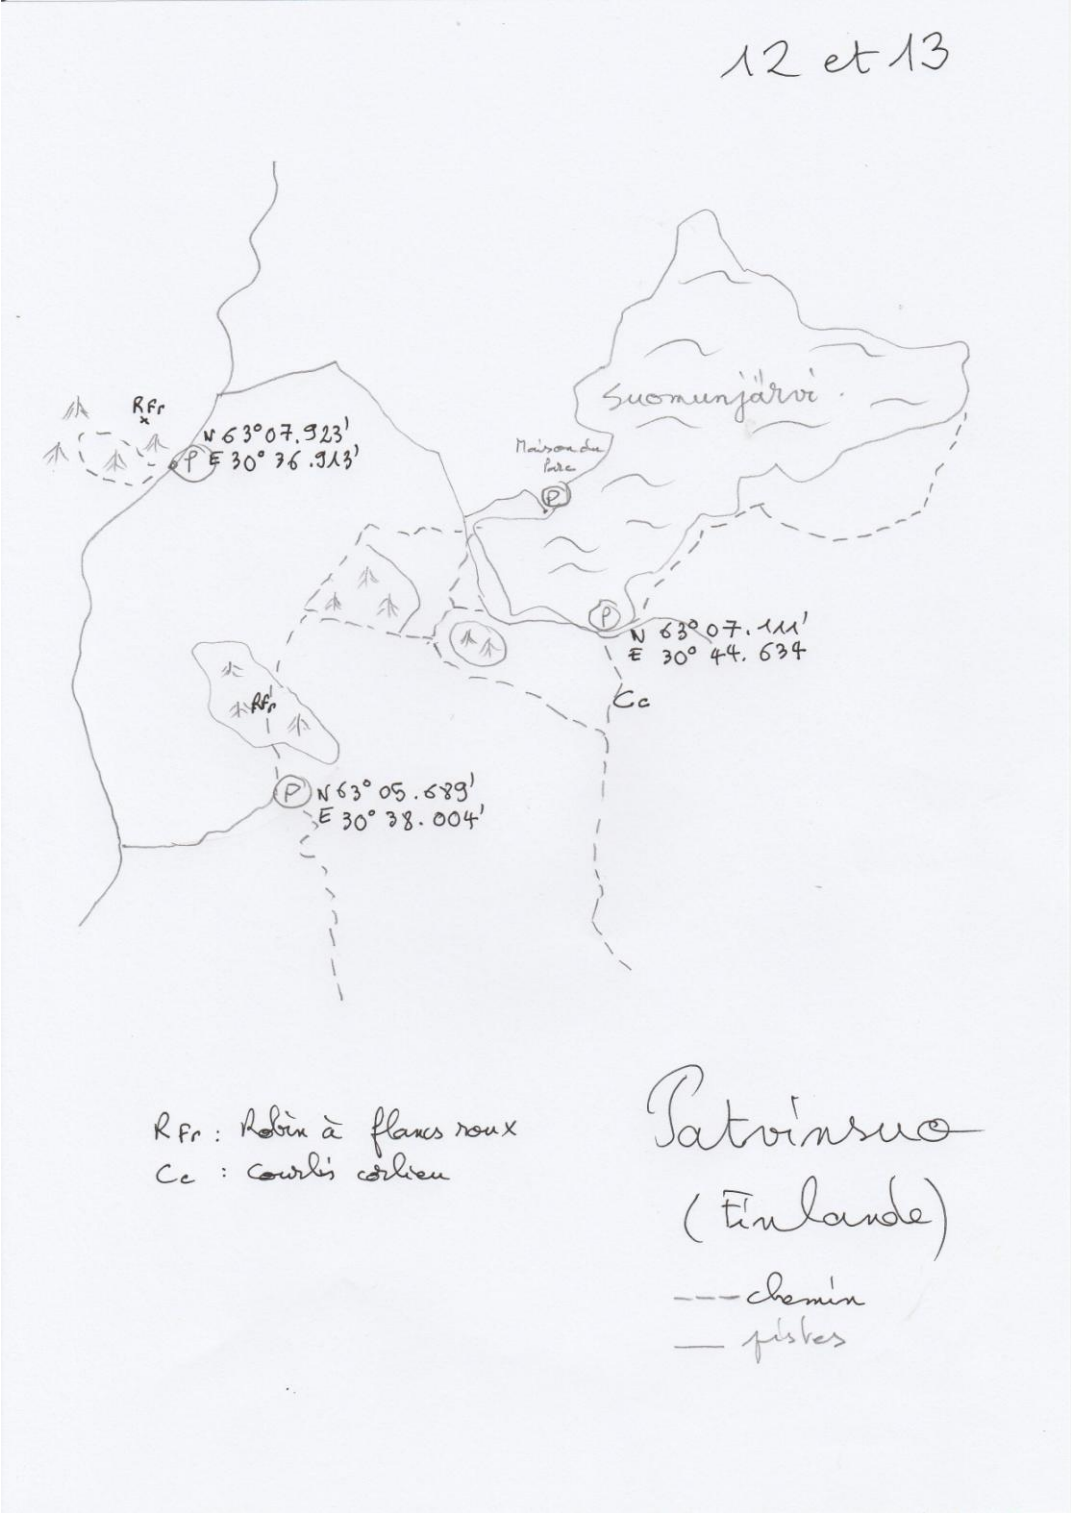 12 et 13
RFr
N 63° 07.923'
E 30° 36.913'
Suomunjärvi
Maison du
Parc
P
P
P
N 63° 07.111'
E 30° 44.634
Cc
RFr
P
N 63° 05.689'
E 30° 38.004'
RFr : Robin à flancs roux
Cc : Courlis corlieu
Patvinsuo
(Finlande)
chemin
pistes